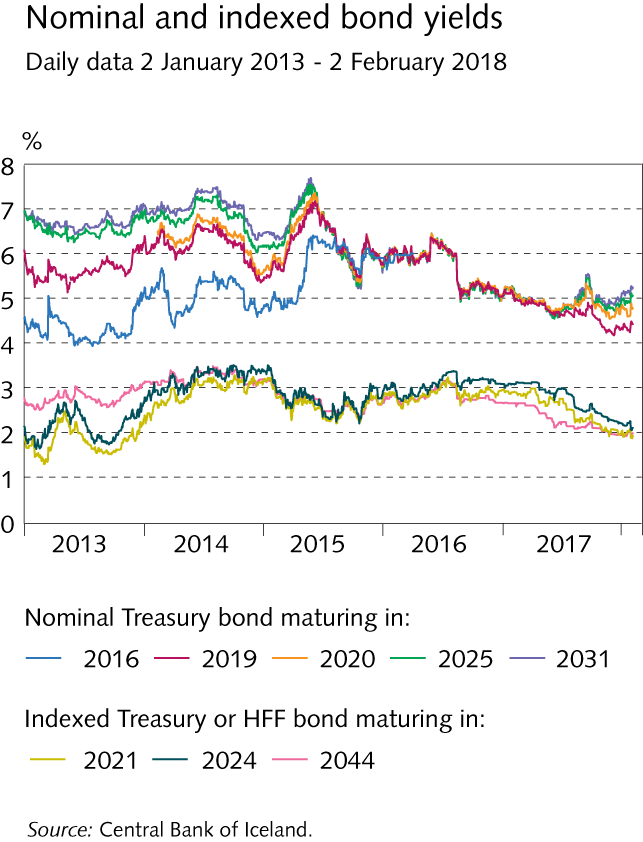 Nominal and indexed bond yields
Daily data 2 January 2013 - 2 February 2018
%
8
7
6
5
4
3
2
1
0
2013 2014 2015 2016 2017
Nominal Treasury bond maturing in:
2016 2019 2020 2025 2031
Indexed Treasury or HFF bond maturing in:
2021 2024 2044
Source: Central Bank of Iceland.